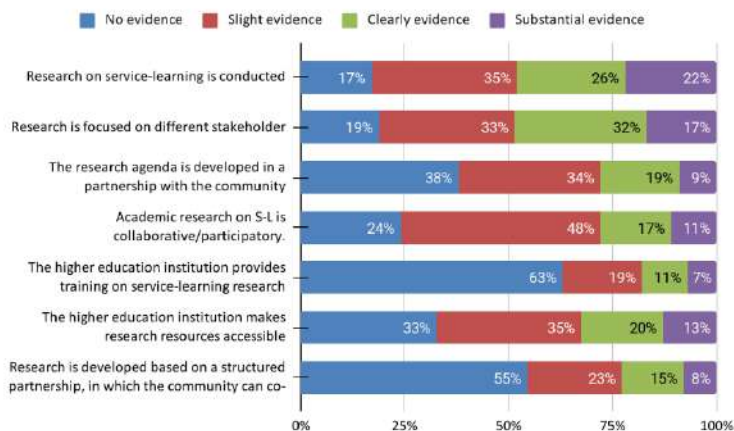 No evidence Slight evidence Clearly evidence Substantial evidence
Research on service-learning is conducted 17% 35% 26% 22%
Research is focused on different stakeholder 19% 33% 32% 17%
The research agenda is developed in a
partnership with the community 38% 34% 19% 9%
Academic research on S-L is
collaborative/participatory. 24% 48% 17% 11%
The higher education institution provides
training on service-learning research 63% 19% 11% 7%
The higher education institution makes
research resources accessible 33% 35% 20% 13%
Research is developed based on a structured
partnership, in which the community can co- 55% 23% 15% 8%
0% 25% 50% 75% 100%